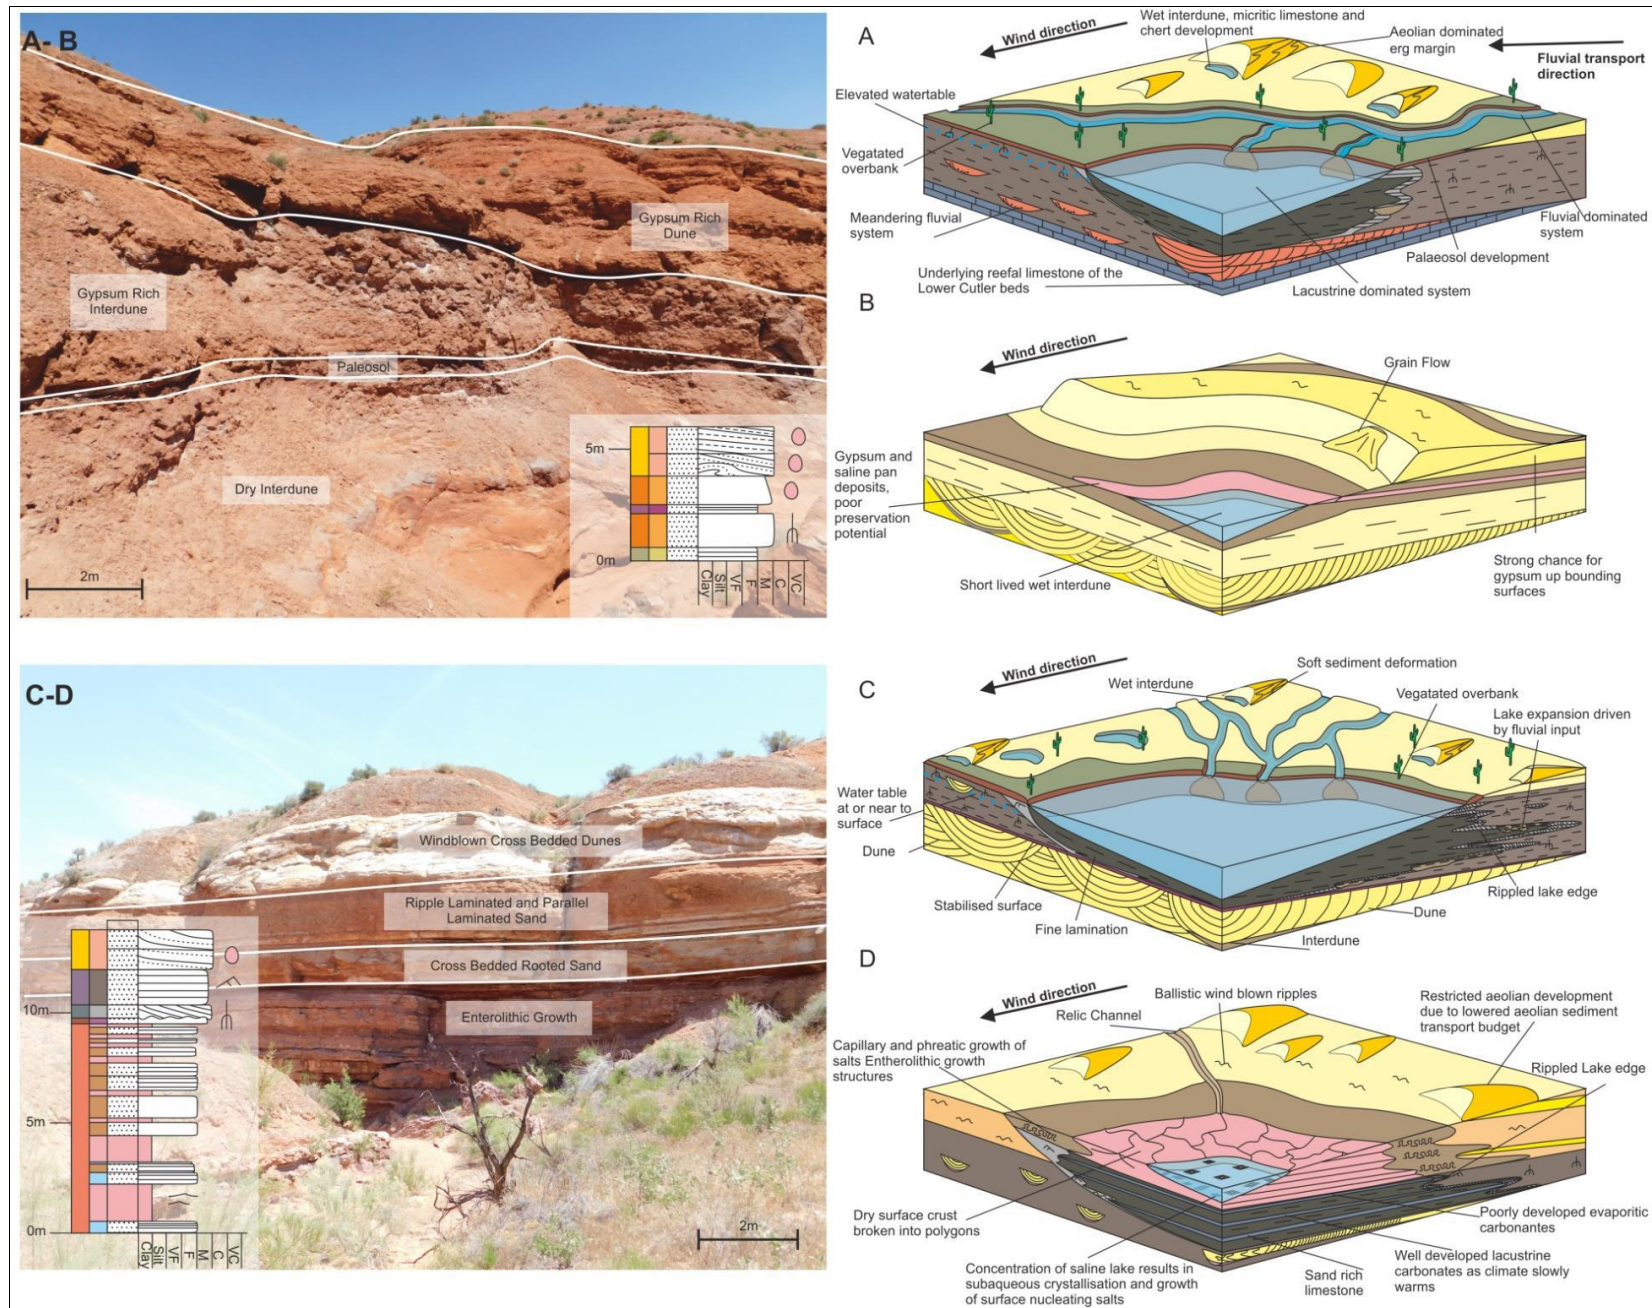 A- B
Gypsum Rich
Dune
Gypsum Rich
Interdune
Paleosol
Dry Interdune
2m
5m
0m
Clay
Silt
VF
F
M
C
VC
A
Wind direction
Wet interdune, micritic limestone and
chert development
Aeolian dominated
erg margin
Fluvial transport
direction
Elevated watertable
Vegatated
overbank
Meandering fluvial
system
Underlying reefal limestone of the
Lower Cutler beds
Lacustrine dominated system
Palaeosol development
Fluvial dominated
system
B
Wind direction
Grain Flow
Gypsum and
saline pan
deposits,
poor
preservation
potential
Short lived wet interdune
Strong chance for
gypsum up bounding
surfaces
C-D
Windblown Cross Bedded Dunes
Ripple Laminated and Parallel
Laminated Sand
Cross Bedded Rooted Sand
Enterolithic Growth
10m
5m
0m
Clay
Silt
VF
F
M
C
VC
2m
C
Wind direction
Wet interdune
Soft sediment deformation
Vegatated overbank
Lake expansion driven
by fluvial input
Water table
at or near to
surface
Dune
Stabilised surface
Fine lamination
Interdune
Dune
Rippled lake edge
D
Wind direction
Ballistic wind blown ripples
Relic Channel
Restricted aeolian development
due to lowered aeolian sediment
transport budget
Capillary and phreatic growth of
salts Entherolithic growth
structures
Rippled Lake edge
Dry surface crust
broken into polygons
Concentration of saline lake results in
subaqueous crystallisation and growth
of surface nucleating salts
Sand rich
limestone
Well developed lacustrine
carbonates as climate slowly
warms
Poorly developed evaporitic
carbonantes